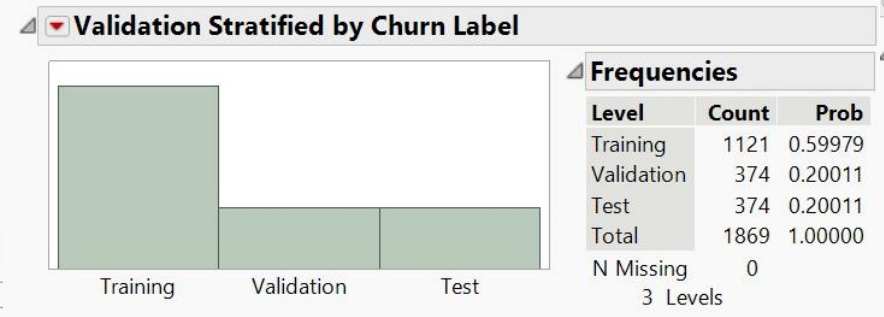 Validation Stratified by Churn Label
Training Validation Test
Frequencies
Level Count Prob
Training 1121 0.59979
Validation 374 0.20011
Test 374 0.20011
Total 1869 1.00000
N Missing 0
3 Levels